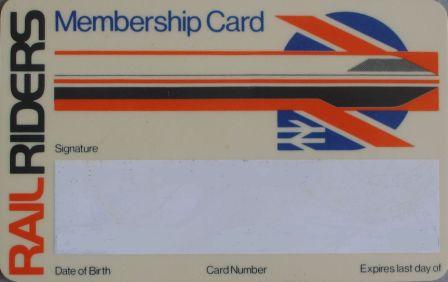 RAILRIDERS
Membership Card
Signature
Date of Birth
Card Number
Expires last day of